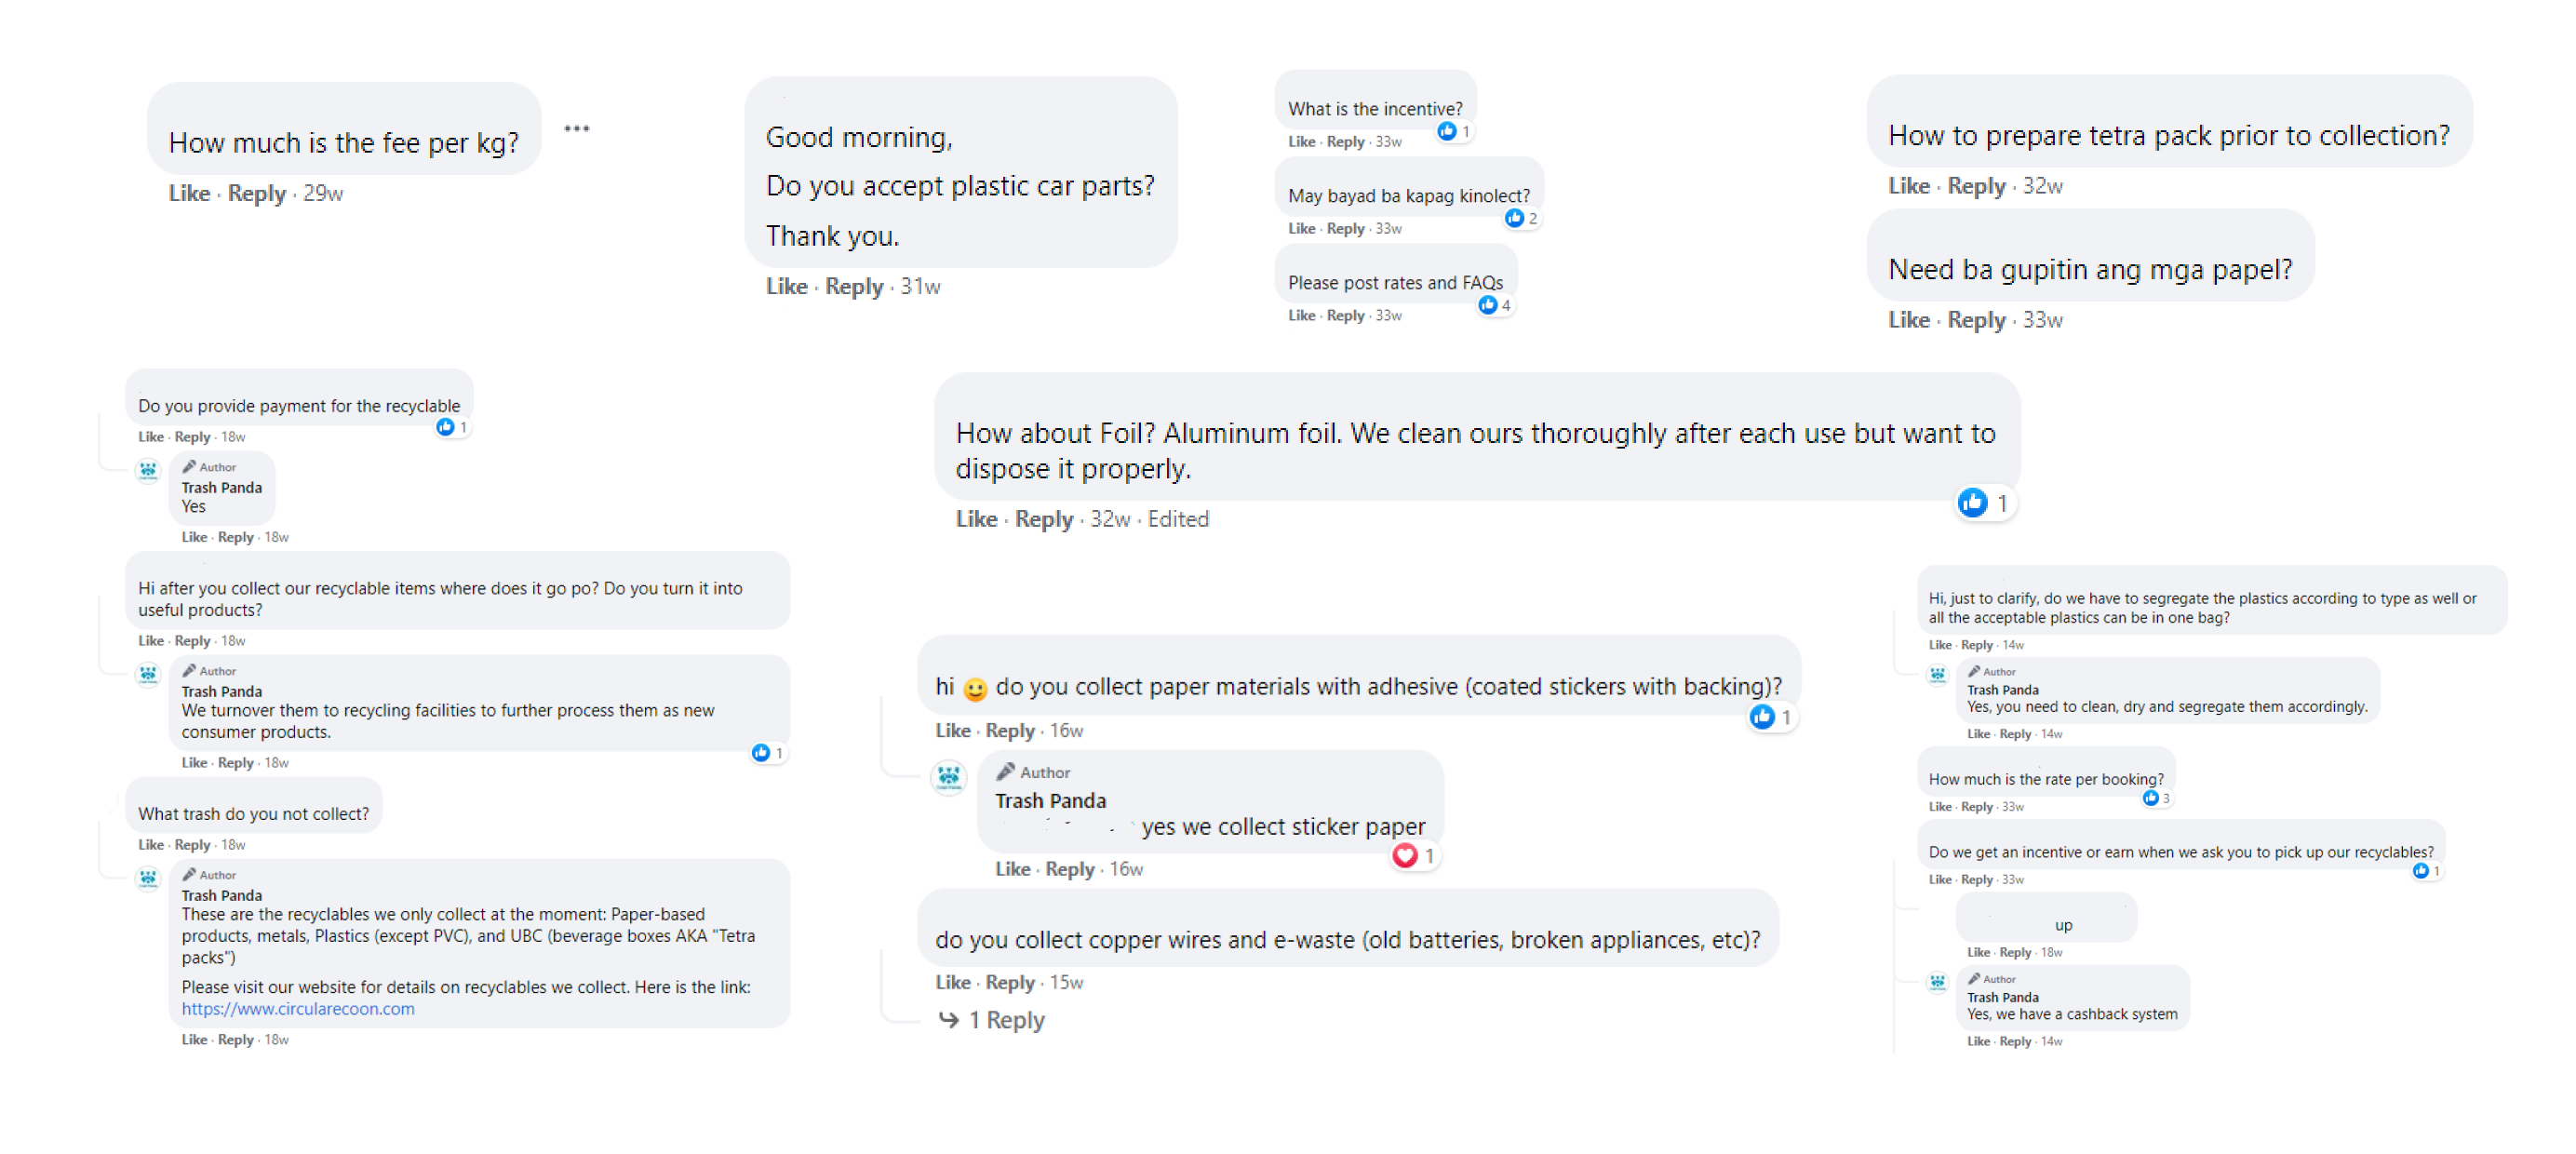 How much is the fee per kg?
Like · Reply · 29w
Good morning,
Do you accept plastic car parts?
Thank you.
Like · Reply · 31w
What is the incentive?
1
Like · Reply · 33w
May bayad ba kapag kinolect?
2
Like · Reply · 33w
Please post rates and FAQs
4
Like · Reply · 33w
How to prepare tetra pack prior to collection?
Like · Reply · 32w
Need ba gupitin ang mga papel?
Like · Reply · 33w
Do you provide payment for the recyclable
1
Like · Reply · 18w
Author
Trash Panda
Yes
Like · Reply · 18w
Hi after you collect our recyclable items where does it go po? Do you turn it into
useful products?
Like · Reply · 18w
Author
Trash Panda
We turnover them to recycling facilities to further process them as new
consumer products.
1
Like · Reply · 18w
What trash do you not collect?
Like · Reply · 18w
Author
Trash Panda
These are the recyclables we only collect at the moment: Paper-based
products, metals, Plastics (except PVC), and UBC (beverage boxes AKA "Tetra
packs")
Please visit our website for details on recyclables we collect. Here is the link:
https://www.circularecoon.com
Like · Reply · 18w
How about Foil? Aluminum foil. We clean ours thoroughly after each use but want to
dispose it properly.
1
Like · Reply · 32w · Edited
hi 🙂 do you collect paper materials with adhesive (coated stickers with backing)?
1
Like · Reply · 16w
Author
Trash Panda
yes we collect sticker paper
1
Like · Reply · 16w
do you collect copper wires and e-waste (old batteries, broken appliances, etc)?
Like · Reply · 15w
1 Reply
Hi, just to clarify, do we have to segregate the plastics according to type as well or
all the acceptable plastics can be in one bag?
Like · Reply · 14w
Author
Trash Panda
Yes, you need to clean, dry and segregate them accordingly.
Like · Reply · 14w
How much is the rate per booking?
3
Like · Reply · 33w
Do we get an incentive or earn when we ask you to pick up our recyclables?
1
Like · Reply · 33w
up
Like · Reply · 18w
Author
Trash Panda
Yes, we have a cashback system
Like · Reply · 14w